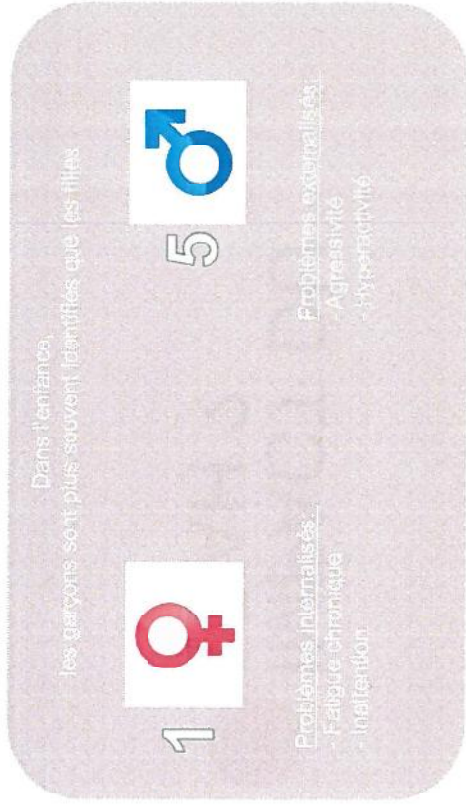 Dans l'enfance,
les garçons sont plus souvent identifiés que les filles
1
5
Problèmes internalisés:
- Fatigue chronique
- Inattention
Problèmes externalisés:
- Agressivité
- Hyperactivité